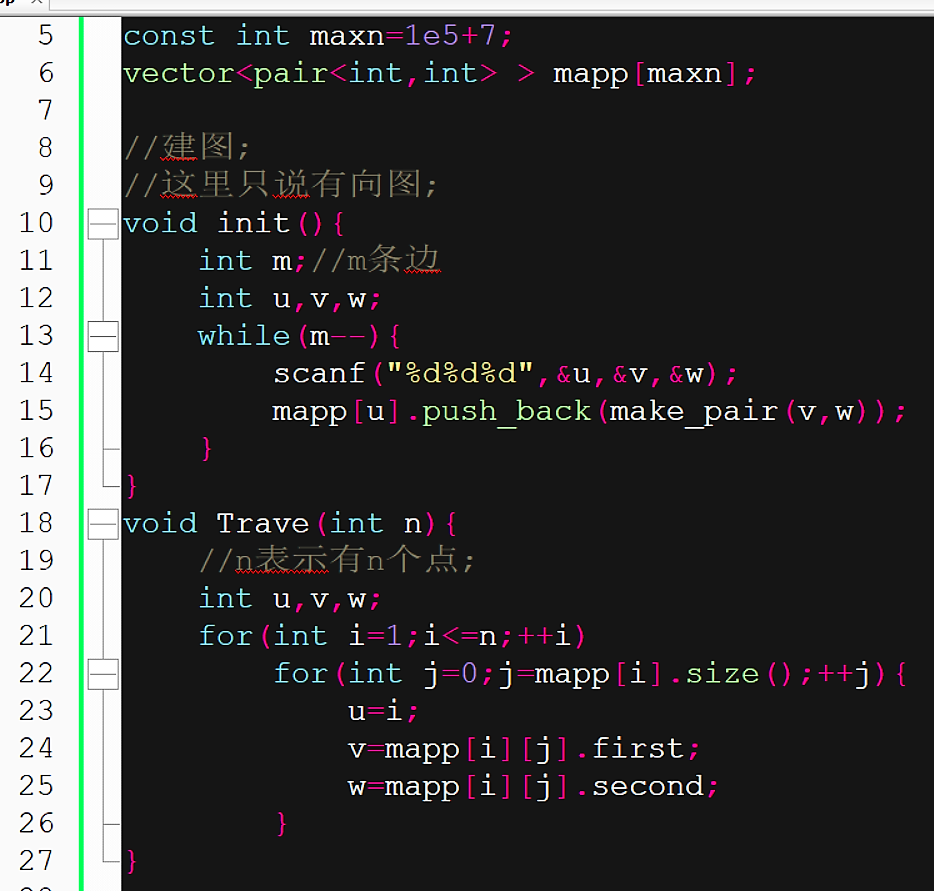 5 const int maxn=1e5+7;
6 vector<pair<int,int> > mapp[maxn];
7
8 //建图;
9 //这里只说有向图;
10 void init(){
11 int m;//m条边
12 int u,v,w;
13 while(m--){
14 scanf("%d%d%d",&u,&v,&w);
15 mapp[u].push_back(make_pair(v,w));
16 }
17 }
18 void Trave(int n){
19 //n表示有n个点;
20 int u,v,w;
21 for(int i=1;i<=n;++i)
22 for(int j=0;j=mapp[i].size();++j){
23 u=i;
24 v=mapp[i][j].first;
25 w=mapp[i][j].second;
26 }
27 }